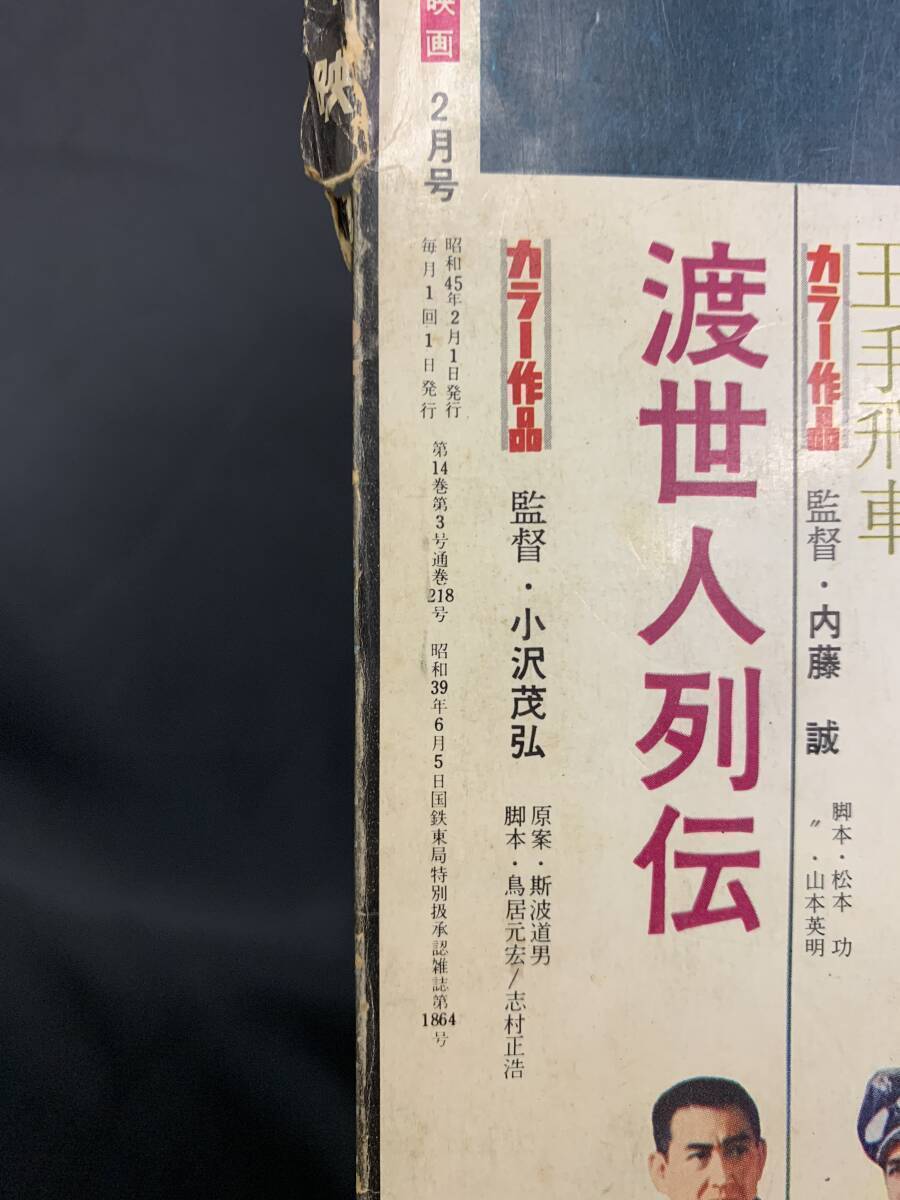 映
映画
2月号
昭和45年2月1日発行
毎月1回1日発行
第14巻第3号通巻218号
昭和39年6月5日国鉄東局特別扱承認雑誌第1864号
王手飛車
カラー作品
監督・内藤 誠
脚本・松本 功
〃・山本英明
渡世人列伝
カラー作品
監督・小沢茂弘
原案・斯波道男
脚本・鳥居元宏/志村正浩